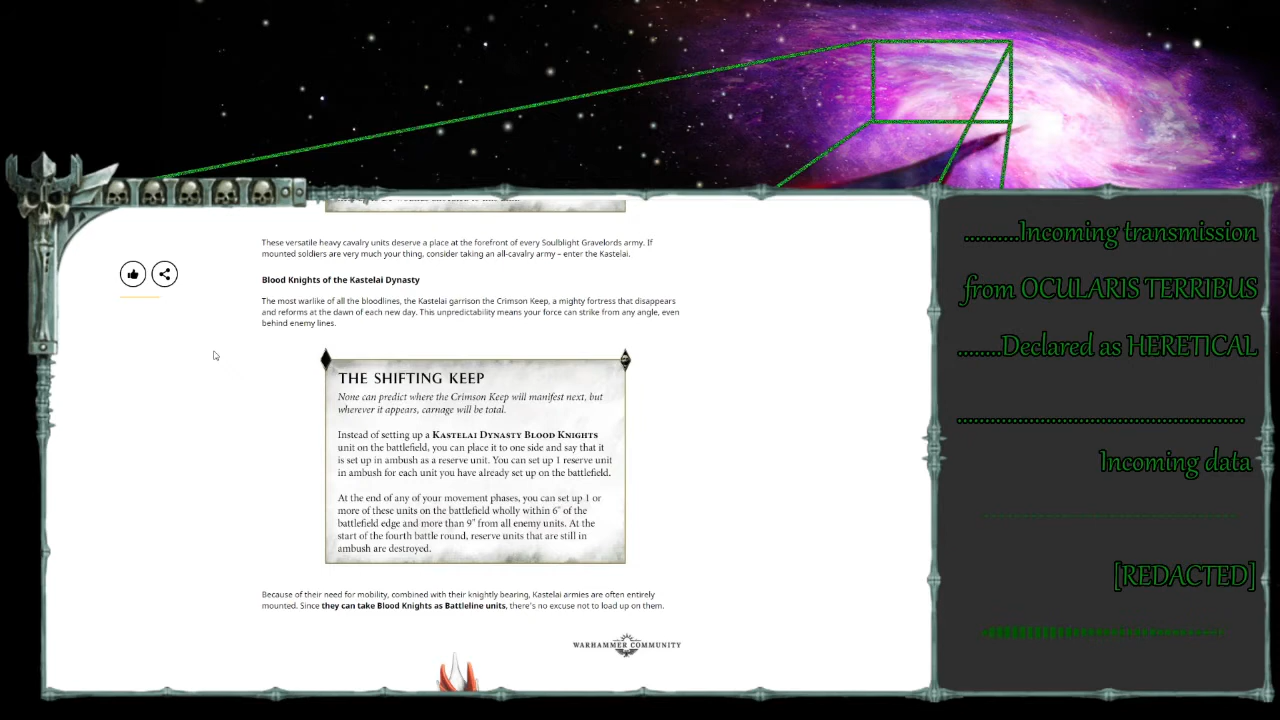 These versatile heavy cavalry units deserve a place at the forefront of every Soulblight Gravelords army. If
mounted soldiers are very much your thing, consider taking an all-cavalry army – enter the Kastelai.
Blood Knights of the Kastelai Dynasty
The most warlike of all the bloodlines, the Kastelai garrison the Crimson Keep, a mighty fortress that disappears
and reforms at the dawn of each new day. This unpredictability means your force can strike from any angle, even
behind enemy lines.
THE SHIFTING KEEP
None can predict where the Crimson Keep will manifest next, but
wherever it appears, carnage will be total.
Instead of setting up a KASTELAI DYNASTY BLOOD KNIGHTS
unit on the battlefield, you can place it to one side and say that it
is set up in ambush as a reserve unit. You can set up 1 reserve unit
in ambush for each unit you have already set up on the battlefield.
At the end of any of your movement phases, you can set up 1 or
more of these units on the battlefield wholly within 6" of the
battlefield edge and more than 9" from all enemy units. At the
start of the fourth battle round, reserve units that are still in
ambush are destroyed.
Because of their need for mobility, combined with their knightly bearing, Kastelai armies are often entirely
mounted. Since they can take Blood Knights as Battleline units, there's no excuse not to load up on them.
WARHAMMER COMMUNITY
..........Incoming transmission
from OCULARIS TERRIBUS
........Declared as HERETICAL
......................................................
Incoming data
[REDACTED]